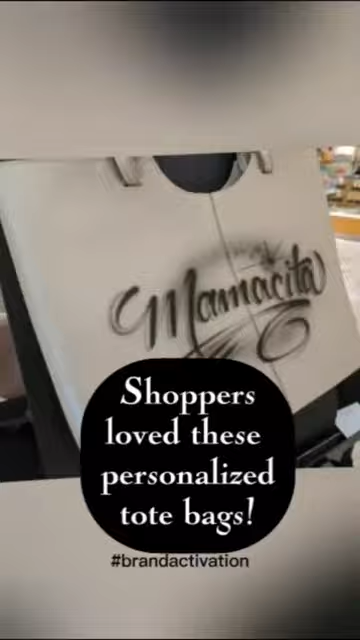 Mamacita
Shoppers
loved these
personalized
tote bags!
#brandactivation